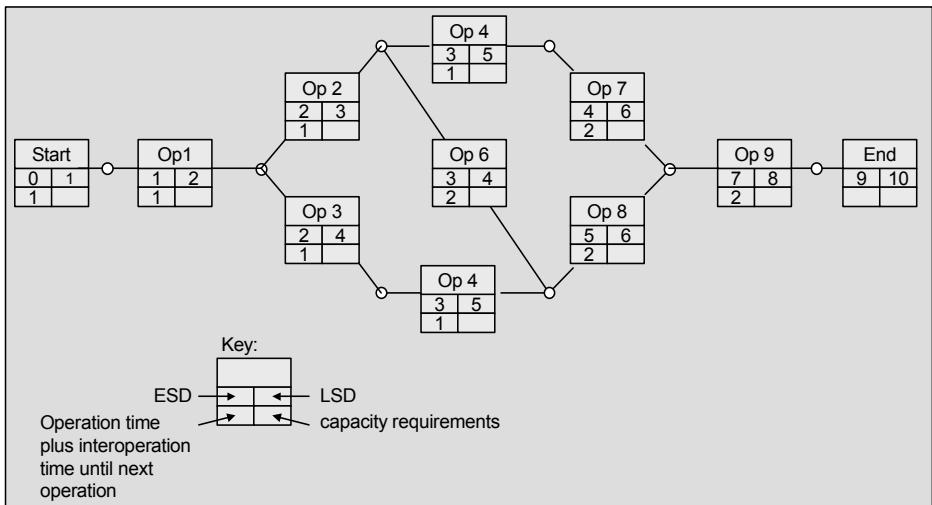 Op 4
3 5
1
Op 2
2 3
1
Op 7
4 6
2
Start
0 1
1
Op1
1 2
1
Op 6
3 4
2
Op 9
7 8
2
End
9 10
Op 3
2 4
1
Op 8
5 6
2
Op 4
3 5
1
Key:
ESD LSD
Operation time
plus interoperation
time until next
operation
capacity requirements